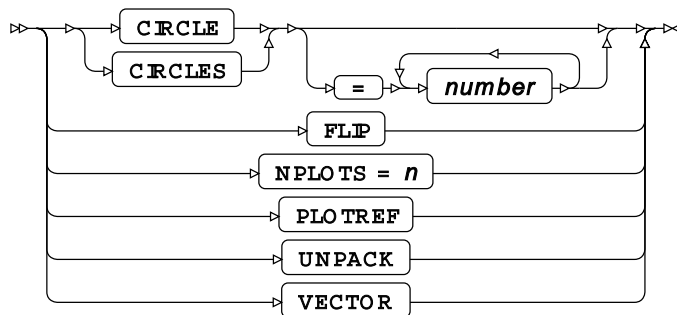 CIRCLE
CIRCLES
= number
FLIP
NPLOTS = n
PLOTREF
UNPACK
VECTOR